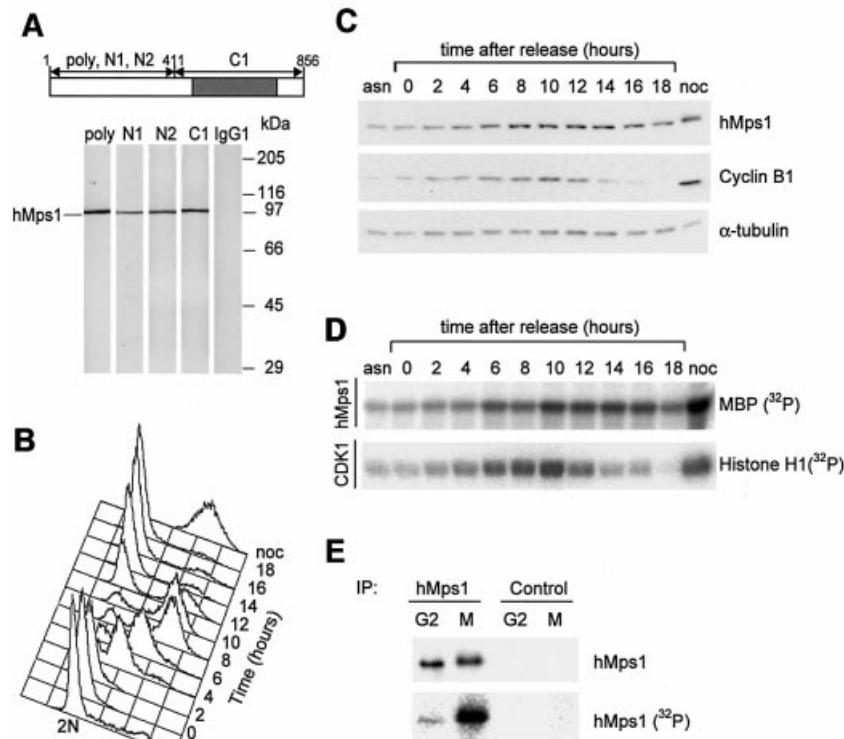 A
1 poly, N1, N2 411 C1 856
poly N1 N2 C1 IgG1 kDa
205
116
hMps1 97
66
45
29
B
noc
18
16
14
12
10
8
6
4
2
0
Time (hours)
2N
C
time after release (hours)
asn 0 2 4 6 8 10 12 14 16 18 noc
hMps1
Cyclin B1
α-tubulin
D
time after release (hours)
asn 0 2 4 6 8 10 12 14 16 18 noc
hMps1 MBP (³²P)
CDK1 Histone H1(³²P)
E
IP: hMps1 Control
G2 M G2 M
hMps1
hMps1 (³²P)